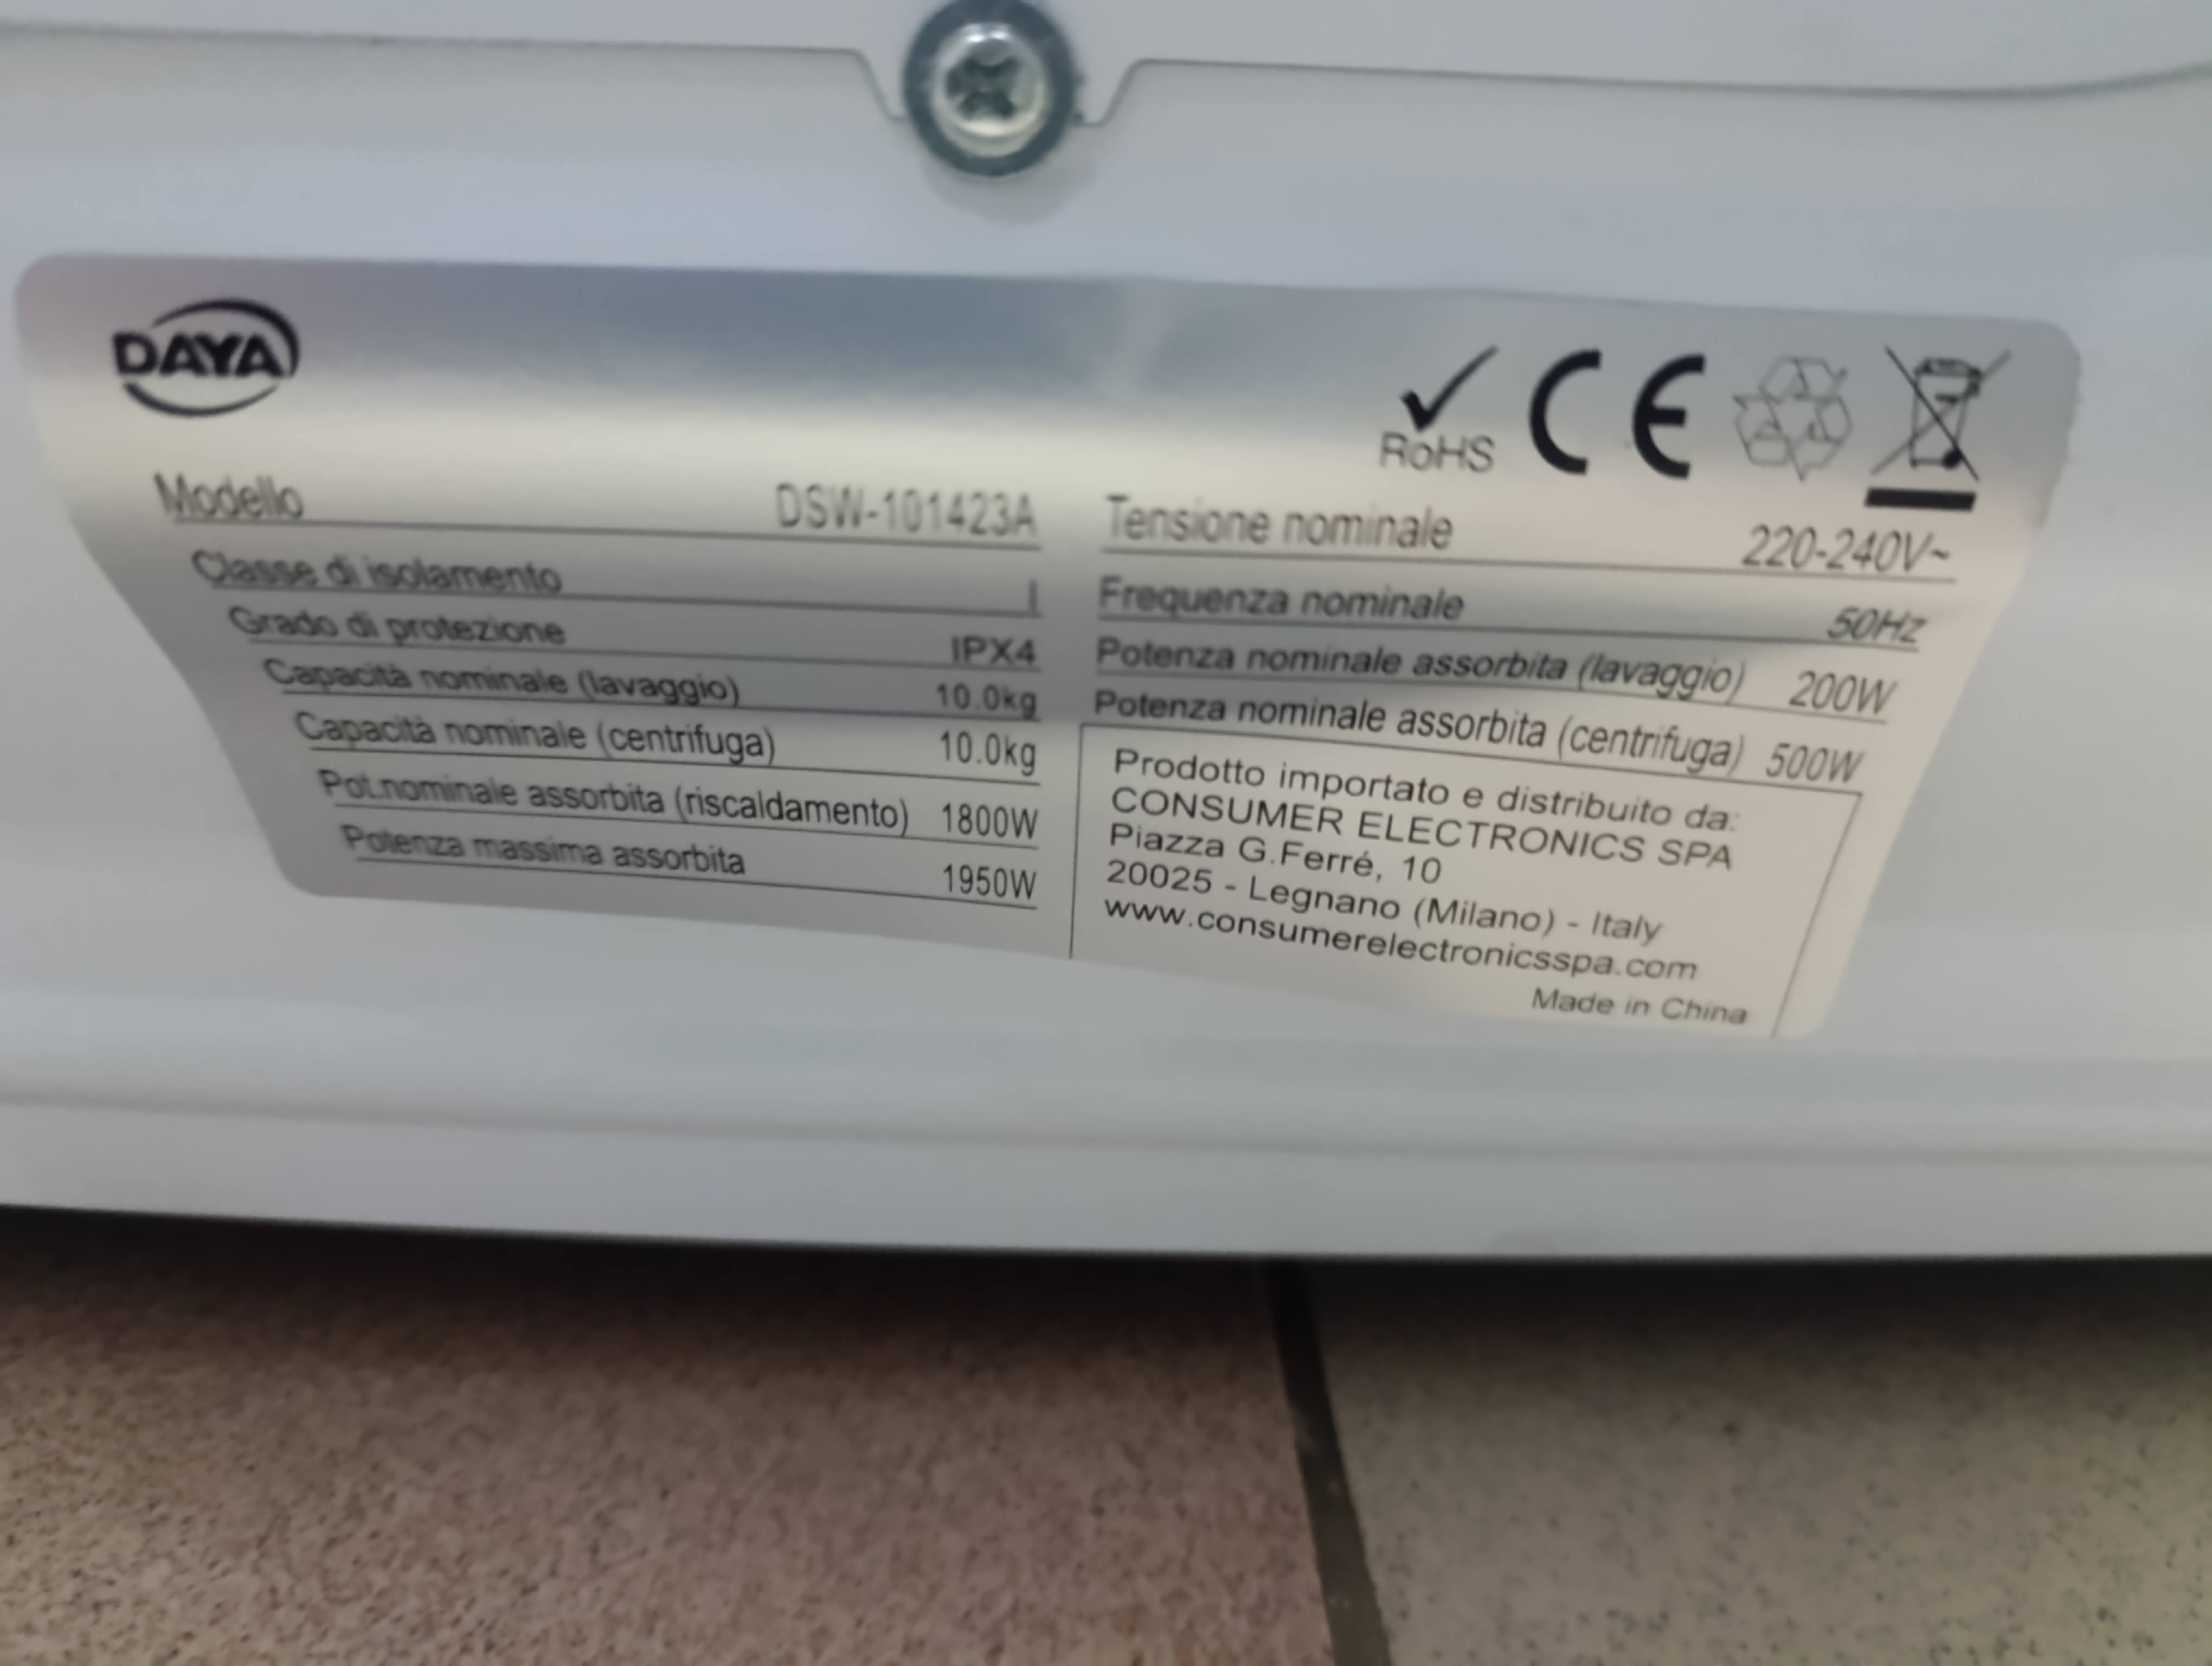 DAYA
RoHS CE
Modello DSW-101423A
Classe di isolamento I
Grado di protezione IPX4
Capacità nominale (lavaggio) 10.0kg
Capacità nominale (centrifuga) 10.0kg
Pot.nominale assorbita (riscaldamento) 1800W
Potenza massima assorbita 1950W
Tensione nominale 220-240V~
Frequenza nominale 50Hz
Potenza nominale assorbita (lavaggio) 200W
Potenza nominale assorbita (centrifuga) 500W
Prodotto importato e distribuito da:
CONSUMER ELECTRONICS SPA
Piazza G.Ferré, 10
20025 - Legnano (Milano) - Italy
www.consumerelectronicsspa.com
Made in China